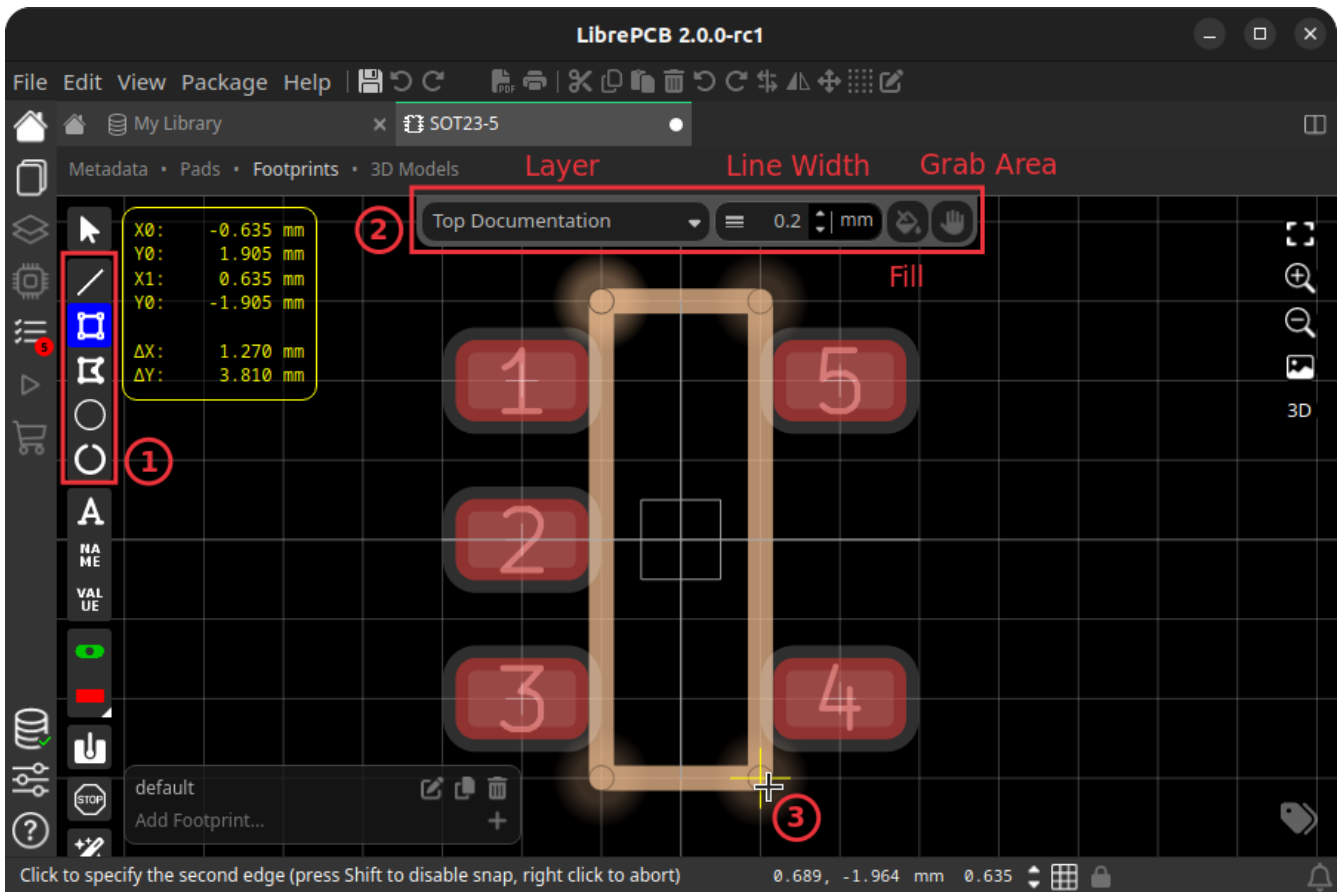 LibrePCB 2.0.0-rc1
File Edit View Package Help
PDF
My Library
SOT23-5
Metadata • Pads • Footprints • 3D Models
Layer
Line Width
Grab Area
2
Top Documentation
0.2 mm
Fill
X0: -0.635 mm
Y0: 1.905 mm
X1: 0.635 mm
Y0: -1.905 mm
ΔX: 1.270 mm
ΔY: 3.810 mm
5
1
1
5
2
3
4
3D
A
NA
ME
VAL
UE
STOP
default
Add Footprint...
3
Click to specify the second edge (press Shift to disable snap, right click to abort)
0.689, -1.964 mm 0.635